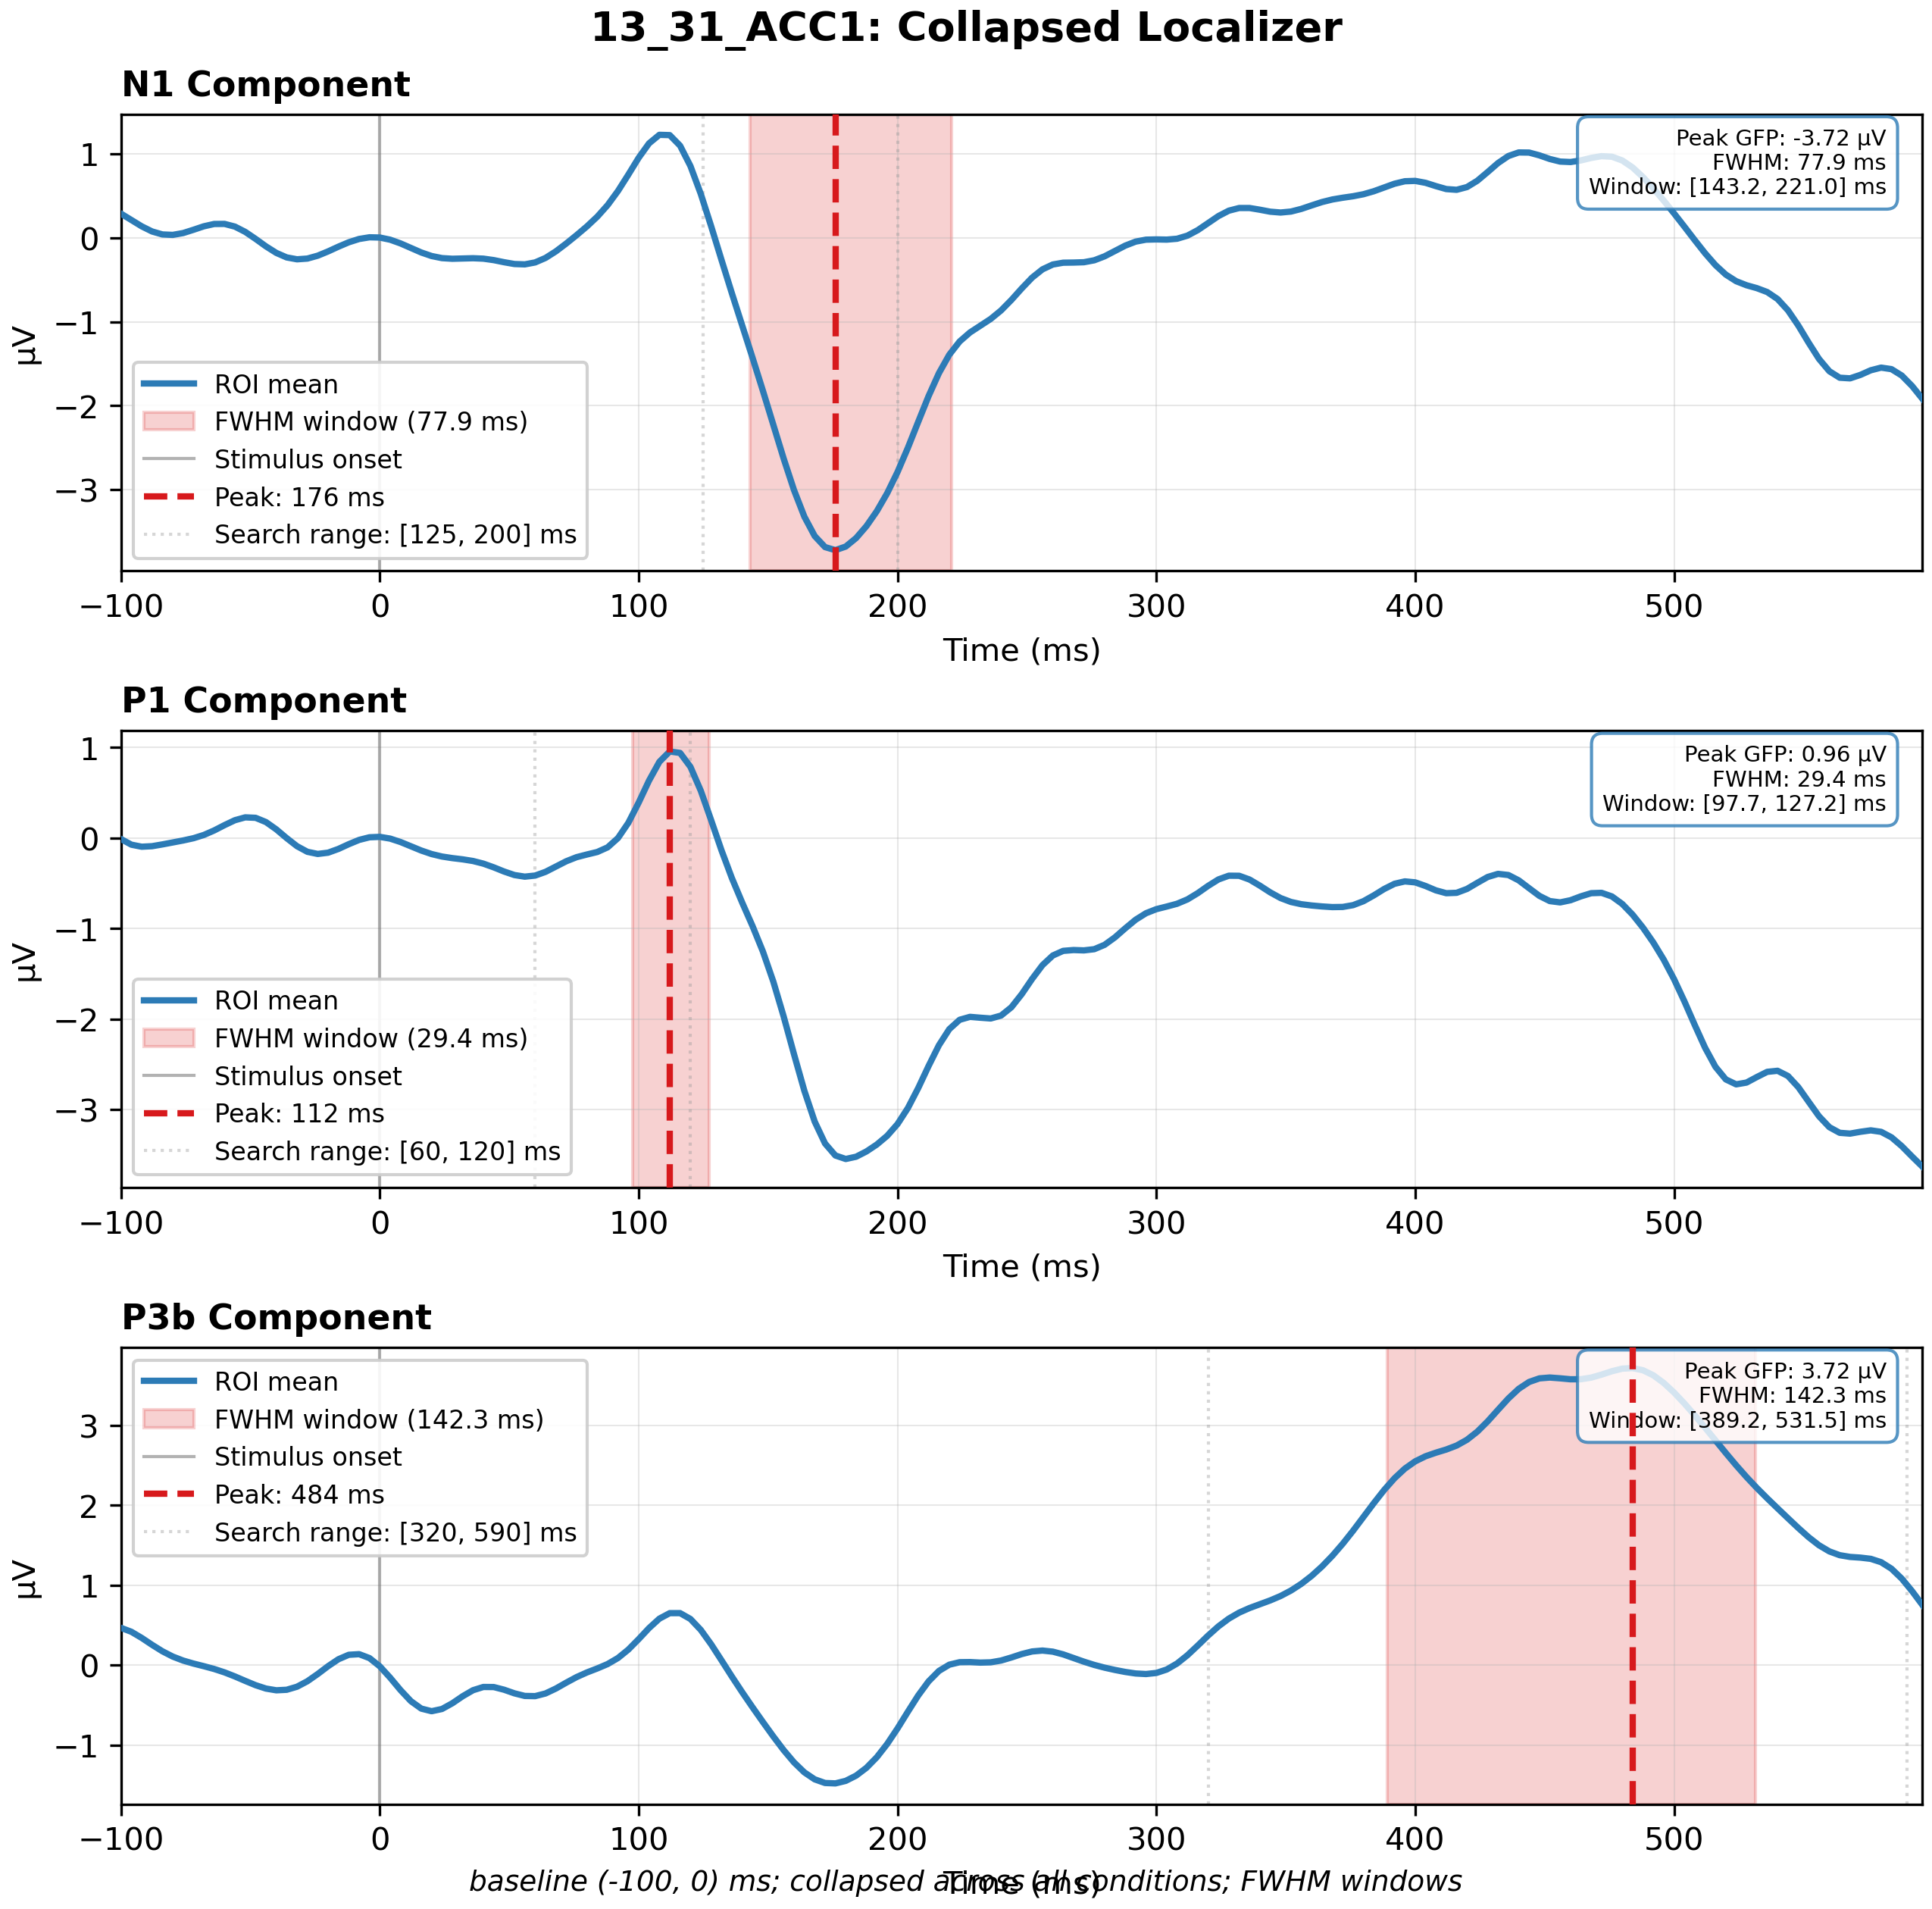 13_31_ACC1: Collapsed Localizer
N1 Component
1
0
−1
−2
−3
µV
Peak GFP: -3.72 µV
FWHM: 77.9 ms
Window: [143.2, 221.0] ms
ROI mean
FWHM window (77.9 ms)
Stimulus onset
Peak: 176 ms
Search range: [125, 200] ms
−100 0 100 200 300 400 500
Time (ms)
P1 Component
1
0
−1
−2
−3
µV
Peak GFP: 0.96 µV
FWHM: 29.4 ms
Window: [97.7, 127.2] ms
ROI mean
FWHM window (29.4 ms)
Stimulus onset
Peak: 112 ms
Search range: [60, 120] ms
−100 0 100 200 300 400 500
Time (ms)
P3b Component
3
2
1
0
−1
µV
ROI mean
FWHM window (142.3 ms)
Stimulus onset
Peak: 484 ms
Search range: [320, 590] ms
Peak GFP: 3.72 µV
FWHM: 142.3 ms
Window: [389.2, 531.5] ms
−100 0 100 200 300 400 500
Time (ms)
baseline (-100, 0) ms; collapsed across all conditions; FWHM windows